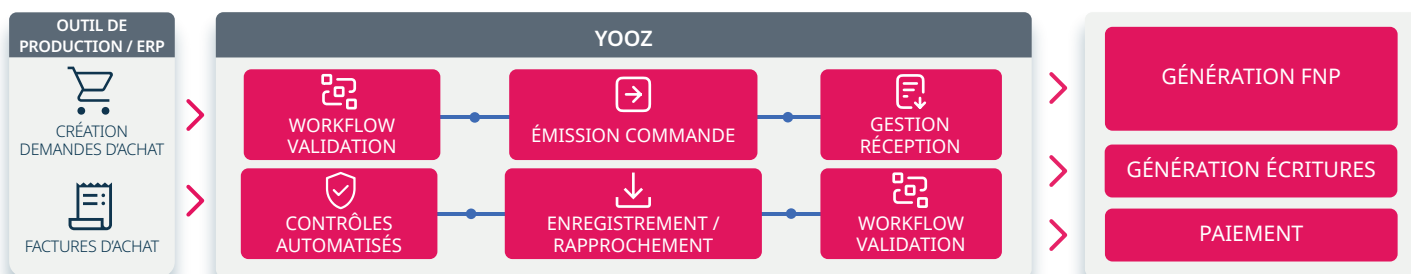 OUTIL DE
PRODUCTION / ERP
CRÉATION
DEMANDES D'ACHAT
FACTURES D'ACHAT
YOOZ
WORKFLOW
VALIDATION
ÉMISSION COMMANDE
GESTION
RÉCEPTION
CONTRÔLES
AUTOMATISÉS
ENREGISTREMENT /
RAPPROCHEMENT
WORKFLOW
VALIDATION
GÉNÉRATION FNP
GÉNÉRATION ÉCRITURES
PAIEMENT